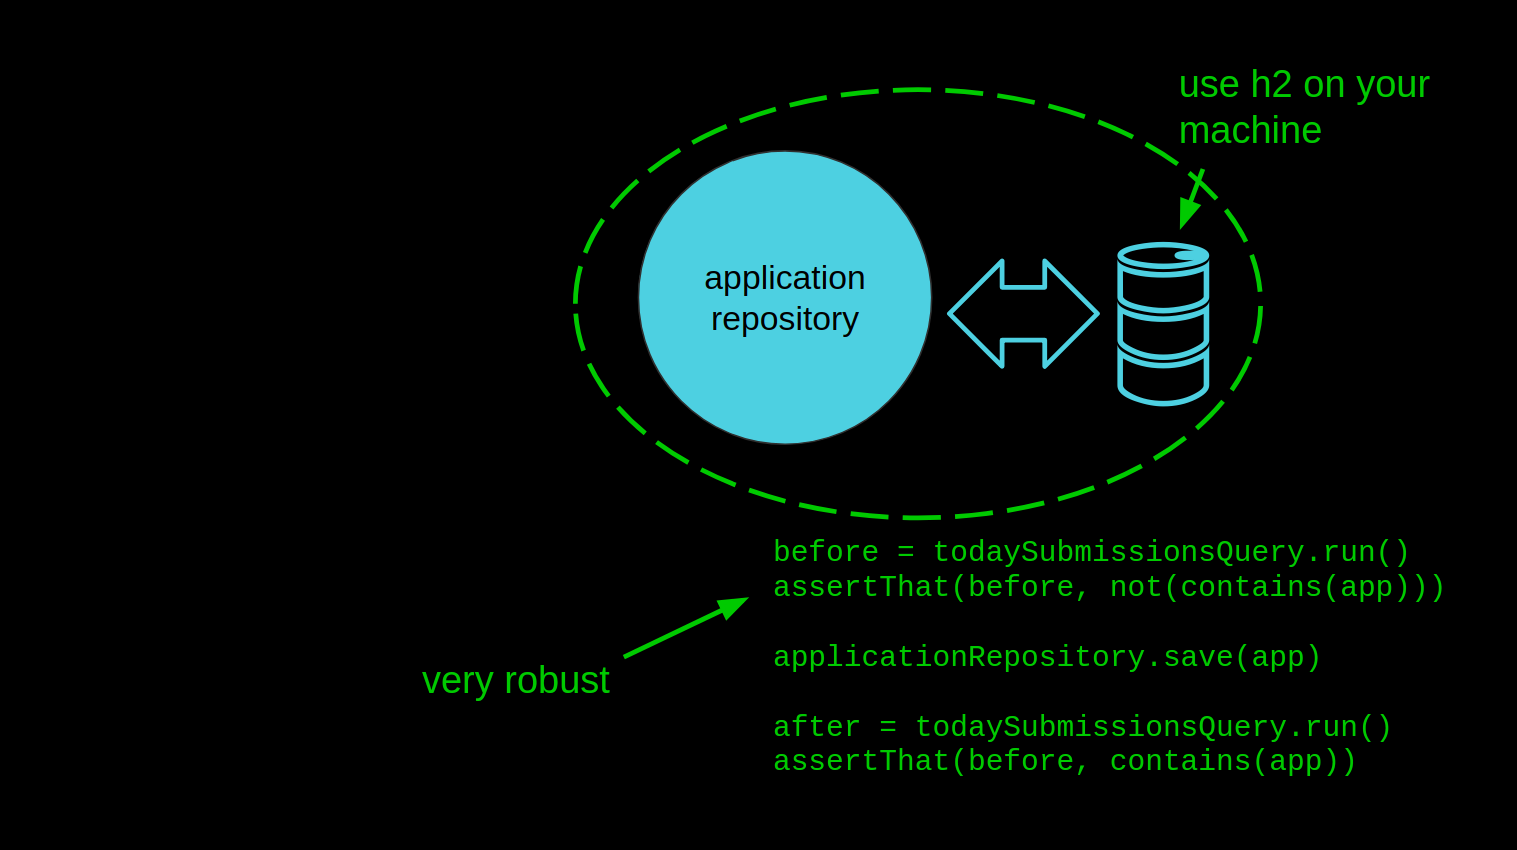 use h2 on your
machine
application
repository
before = todaySubmissionsQuery.run()
assertThat(before, not(contains(app)))
applicationRepository.save(app)
very robust
after = todaySubmissionsQuery.run()
assertThat(before, contains(app))